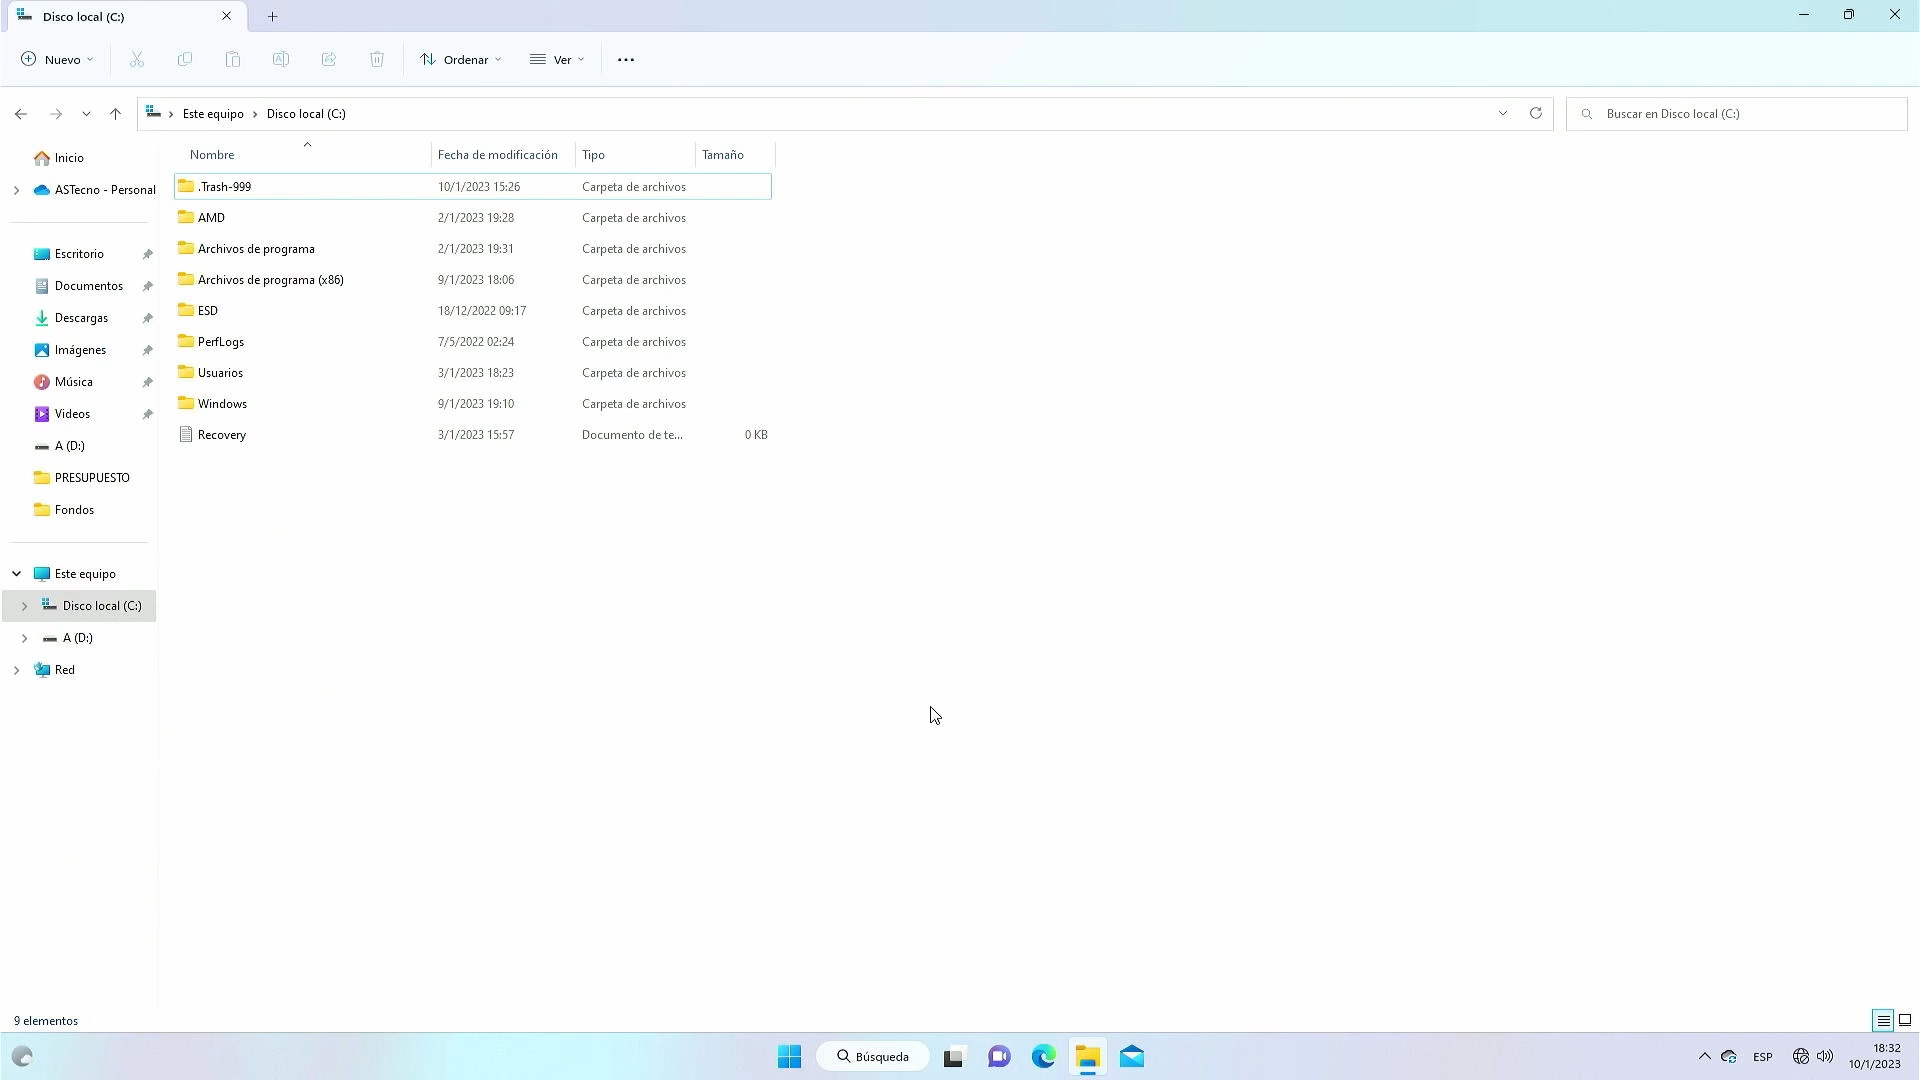 Disco local (C:)
Nuevo Ordenar Ver
Este equipo Disco local (C:) Buscar en Disco local (C:)
Inicio
ASTecno - Personal
Escritorio
Documentos
Descargas
Imágenes
Música
Videos
A (D:)
PRESUPUESTO
Fondos
Este equipo
Disco local (C:)
A (D:)
Red
Nombre Fecha de modificación Tipo Tamaño
.Trash-999 10/1/2023 15:26 Carpeta de archivos
AMD 2/1/2023 19:28 Carpeta de archivos
Archivos de programa 2/1/2023 19:31 Carpeta de archivos
Archivos de programa (x86) 9/1/2023 18:06 Carpeta de archivos
ESD 18/12/2022 09:17 Carpeta de archivos
PerfLogs 7/5/2022 02:24 Carpeta de archivos
Usuarios 3/1/2023 18:23 Carpeta de archivos
Windows 9/1/2023 19:10 Carpeta de archivos
Recovery 3/1/2023 15:57 Documento de te... 0 KB
9 elementos
Búsqueda
ESP
18:32
10/1/2023